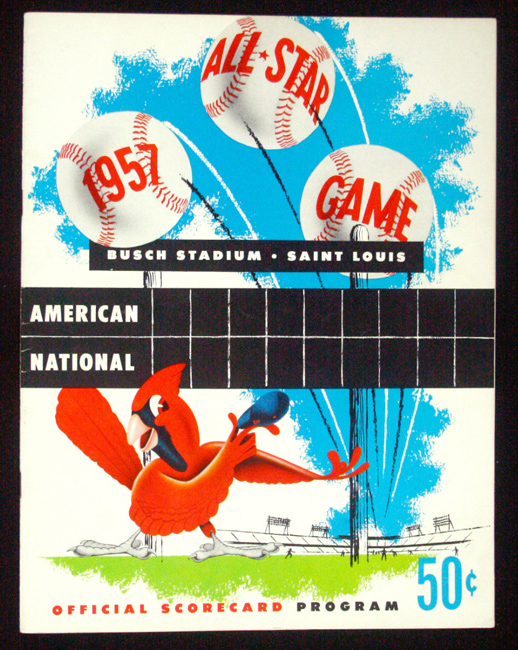 ALL★STAR
1957
GAME
BUSCH STADIUM • SAINT LOUIS
AMERICAN
NATIONAL
OFFICIAL SCORECARD PROGRAM
50¢